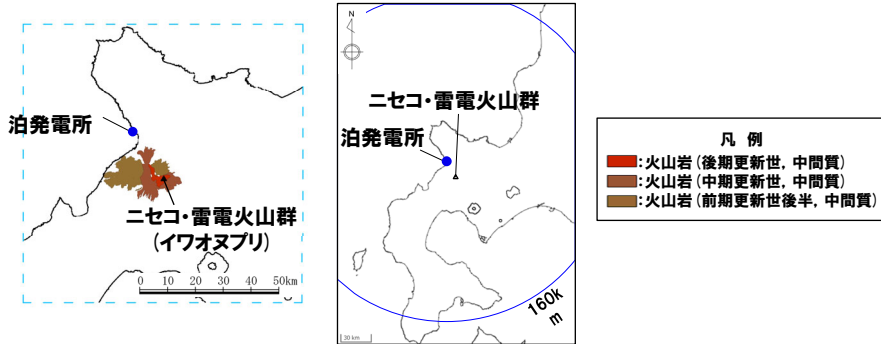 泊発電所
ニセコ・雷電火山群
(イワオヌプリ)
0 10 20 30 40 50km
N
ニセコ・雷電火山群
泊発電所
160k
m
30 km
凡 例
:火山岩(後期更新世, 中間質)
:火山岩(中期更新世, 中間質)
:火山岩(前期更新世後半, 中間質)